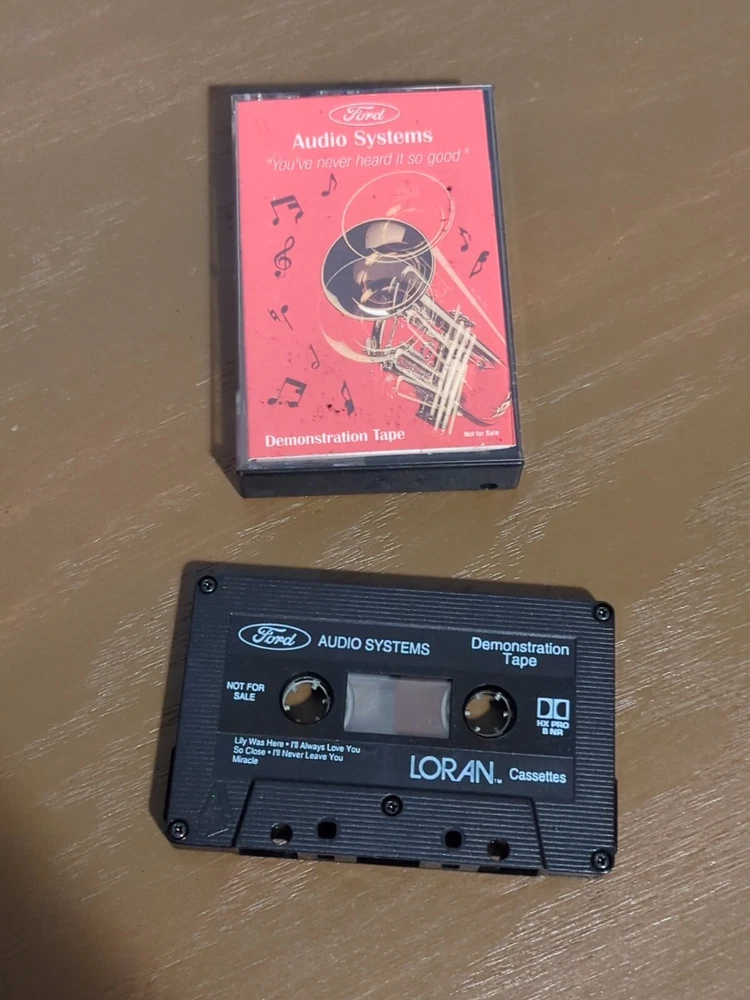 Ford
Audio Systems
"You've never heard it so good."
Demonstration Tape
Not for Sale
Ford AUDIO SYSTEMS
Demonstration
Tape
NOT FOR
SALE
HX PRO
B NR
Lily Was Here • I'll Always Love You
So Close • I'll Never Leave You
Miracle
LORAN™ Cassettes
A